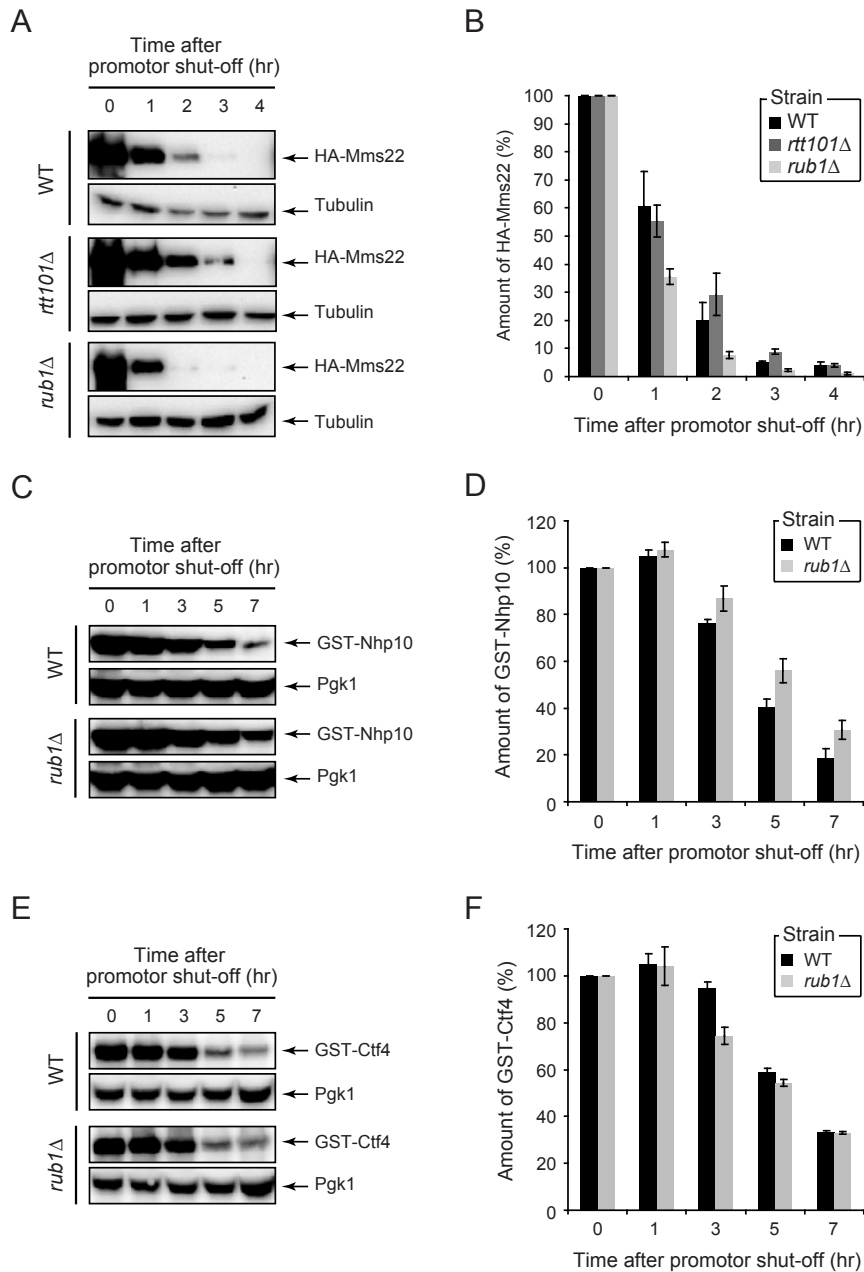 A
Time after
promotor shut-off (hr)
0 1 2 3 4
WT
HA-Mms22
Tubulin
rtt101Δ
HA-Mms22
Tubulin
rub1Δ
HA-Mms22
Tubulin
B
Amount of HA-Mms22 (%)
100
90
80
70
60
50
40
30
20
10
0
Strain
WT
rtt101Δ
rub1Δ
0 1 2 3 4
Time after promotor shut-off (hr)
C
Time after
promotor shut-off (hr)
0 1 3 5 7
WT
GST-Nhp10
Pgk1
rub1Δ
GST-Nhp10
Pgk1
D
Amount of GST-Nhp10 (%)
120
100
80
60
40
20
0
Strain
WT
rub1Δ
0 1 3 5 7
Time after promotor shut-off (hr)
E
Time after
promotor shut-off (hr)
0 1 3 5 7
WT
GST-Ctf4
Pgk1
rub1Δ
GST-Ctf4
Pgk1
F
Amount of GST-Ctf4 (%)
120
100
80
60
40
20
0
Strain
WT
rub1Δ
0 1 3 5 7
Time after promotor shut-off (hr)